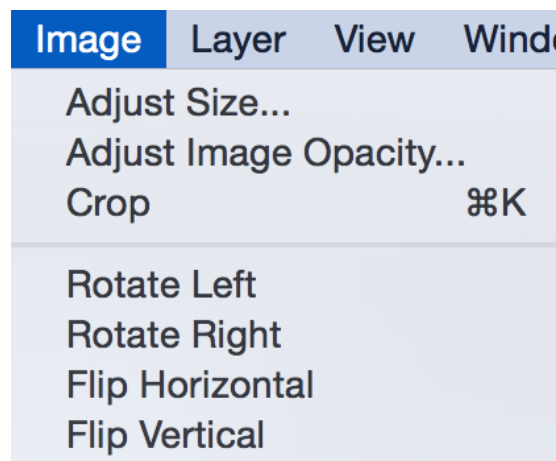 Image Layer View Windo
Adjust Size...
Adjust Image Opacity...
Crop ⌘K
Rotate Left
Rotate Right
Flip Horizontal
Flip Vertical